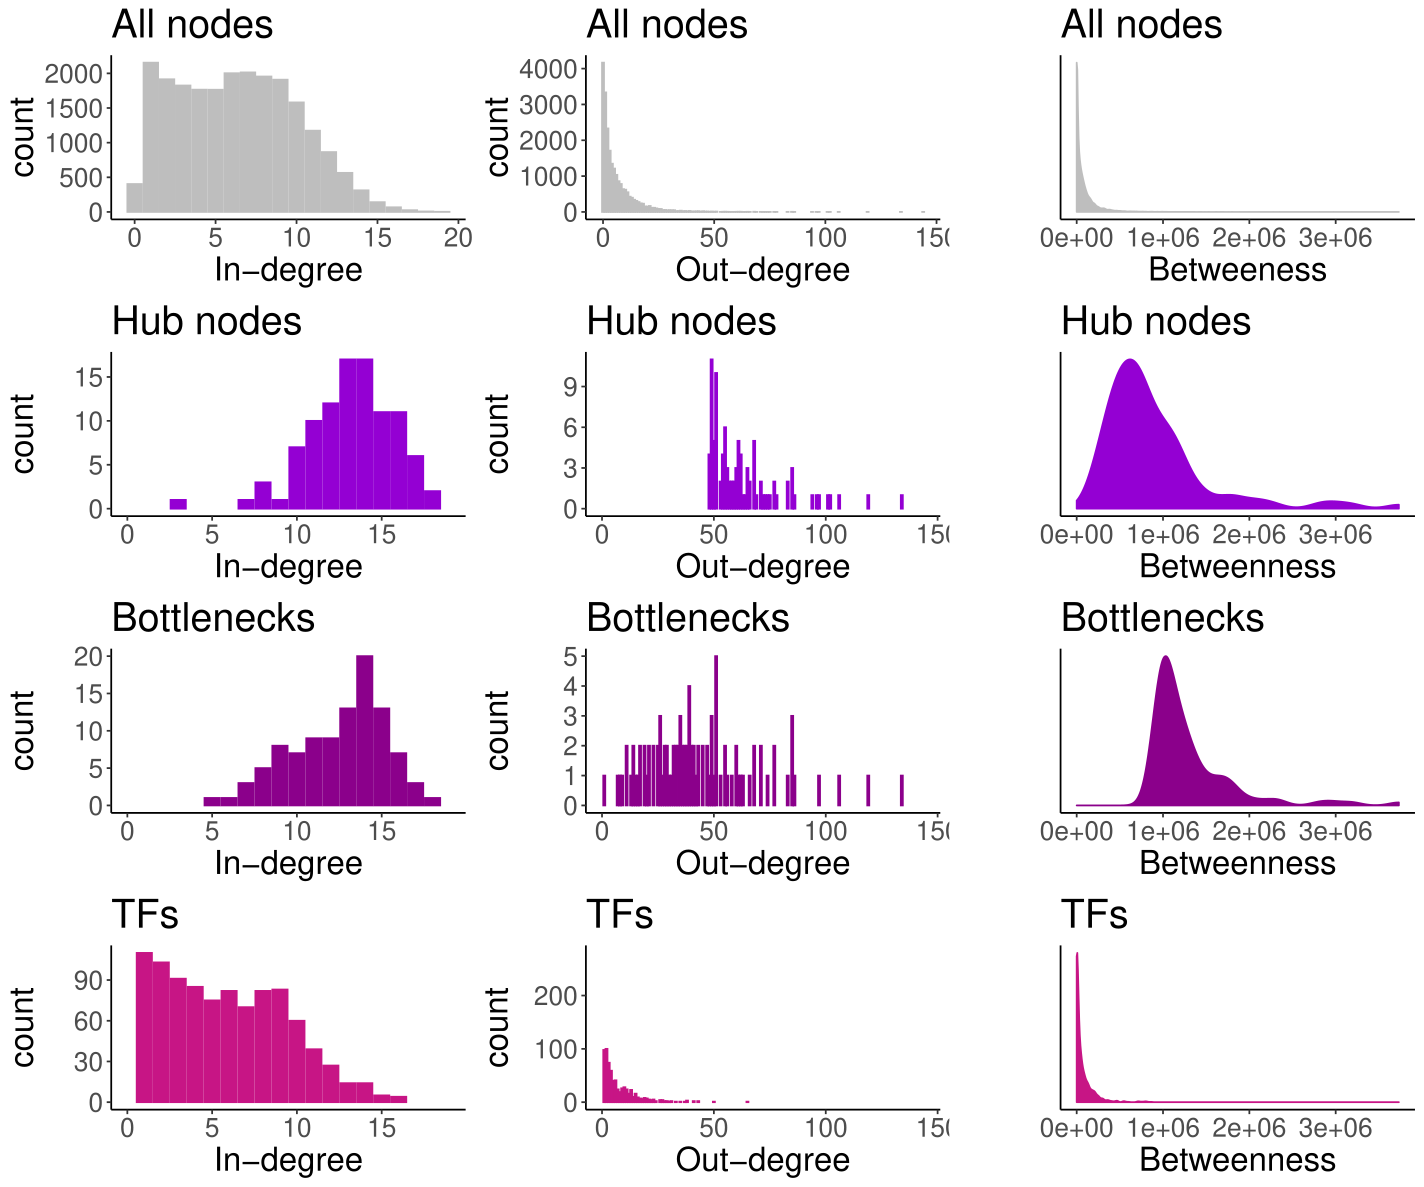 All nodes
count
2000
1500
1000
500
0
0 5 10 15 20
In−degree
All nodes
count
4000
3000
2000
1000
0
0 50 100 150
Out−degree
All nodes
0e+00 1e+06 2e+06 3e+06
Betweeness
Hub nodes
count
15
10
5
0
0 5 10 15
In−degree
Hub nodes
count
9
6
3
0
0 50 100 150
Out−degree
Hub nodes
0e+00 1e+06 2e+06 3e+06
Betweenness
Bottlenecks
count
20
15
10
5
0
0 5 10 15
In−degree
Bottlenecks
count
5
4
3
2
1
0
0 50 100 150
Out−degree
Bottlenecks
0e+00 1e+06 2e+06 3e+06
Betweenness
TFs
count
90
60
30
0
0 5 10 15
In−degree
TFs
count
200
100
0
0 50 100 150
Out−degree
TFs
0e+00 1e+06 2e+06 3e+06
Betweenness